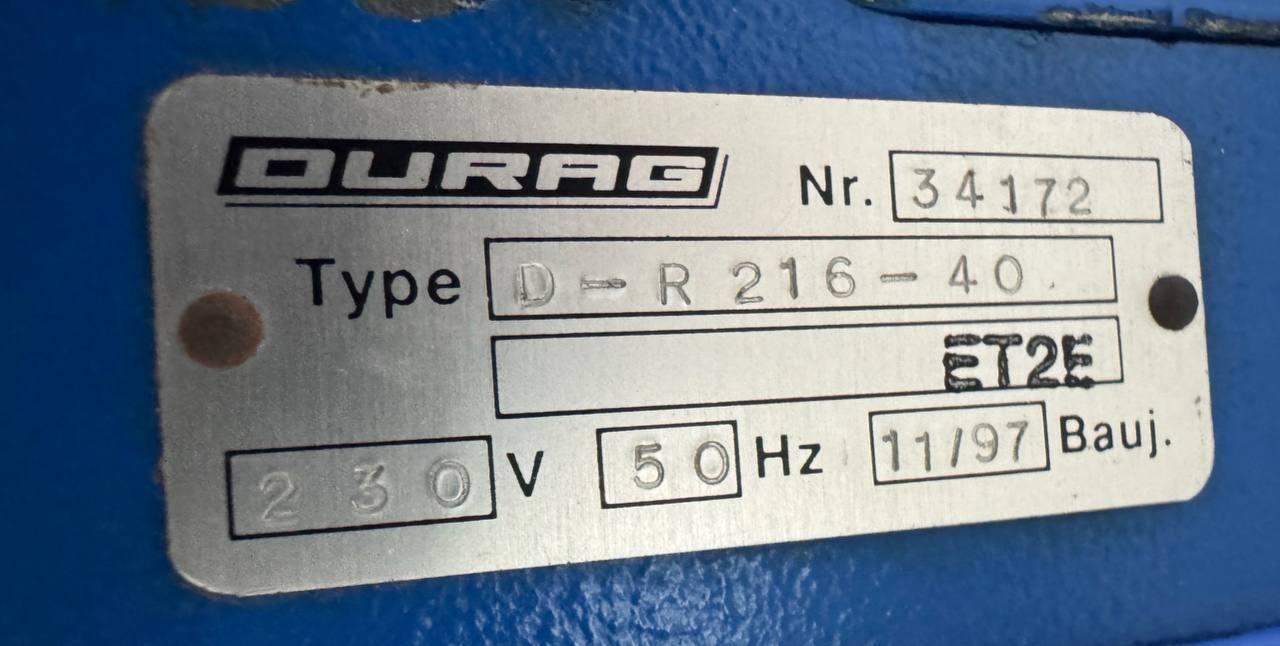 DURAG Nr. 34172
Type D-R 216-40
ET2E
230 V 50 Hz 11/97 Bauj.